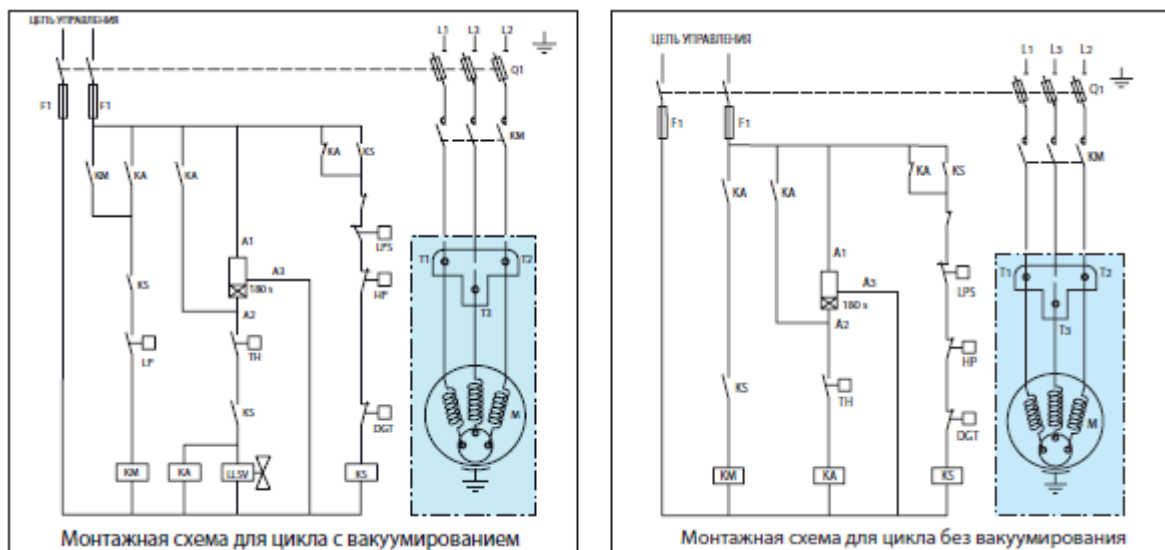 ЦЕПЬ УПРАВЛЕНИЯ
L1 L3 L2
Q1
F1 F1
KM
KA KS
KM KA KA
LPS
A1
A3
HP
180 s
T1 T2
A2
T3
KS
LP
TH
KS
DGT
M
KM KA LLSV KS
Монтажная схема для цикла с вакуумированием
ЦЕПЬ УПРАВЛЕНИЯ
L1 L3 L2
Q1
F1 F1
KM
KA KS
KA KA
A1
T1 T2
A3
LPS
180 s
A2
T3
HP
KS
TH
DGT
M
KM KA KS
Монтажная схема для цикла без вакуумирования